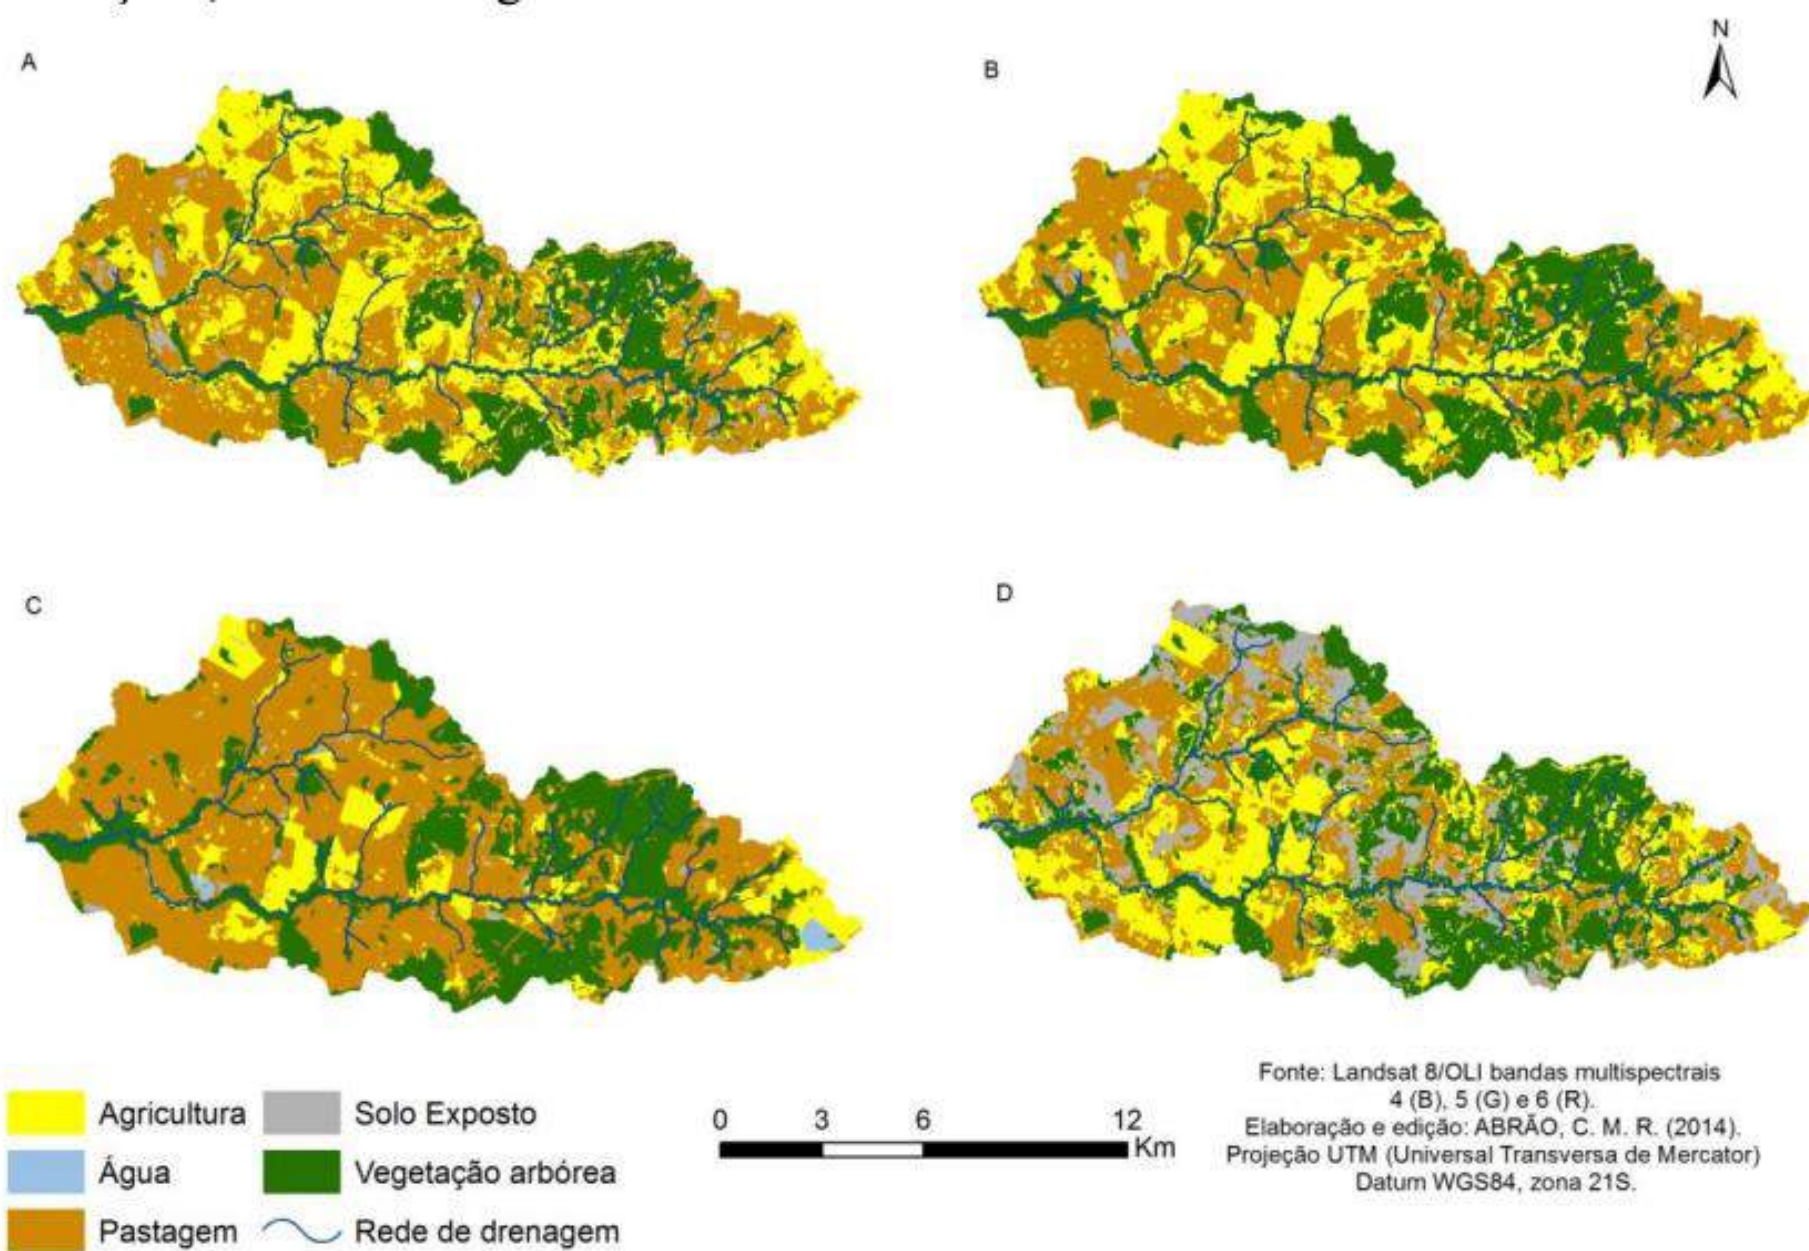 A
B
N
C
D
Agricultura
Solo Exposto
Água
Vegetação arbórea
Pastagem
Rede de drenagem
0 3 6 12
Km
Fonte: Landsat 8/OLI bandas multispectrais
4 (B), 5 (G) e 6 (R).
Elaboração e edição: ABRÃO, C. M. R. (2014).
Projeção UTM (Universal Transversa de Mercator)
Datum WGS84, zona 21S.